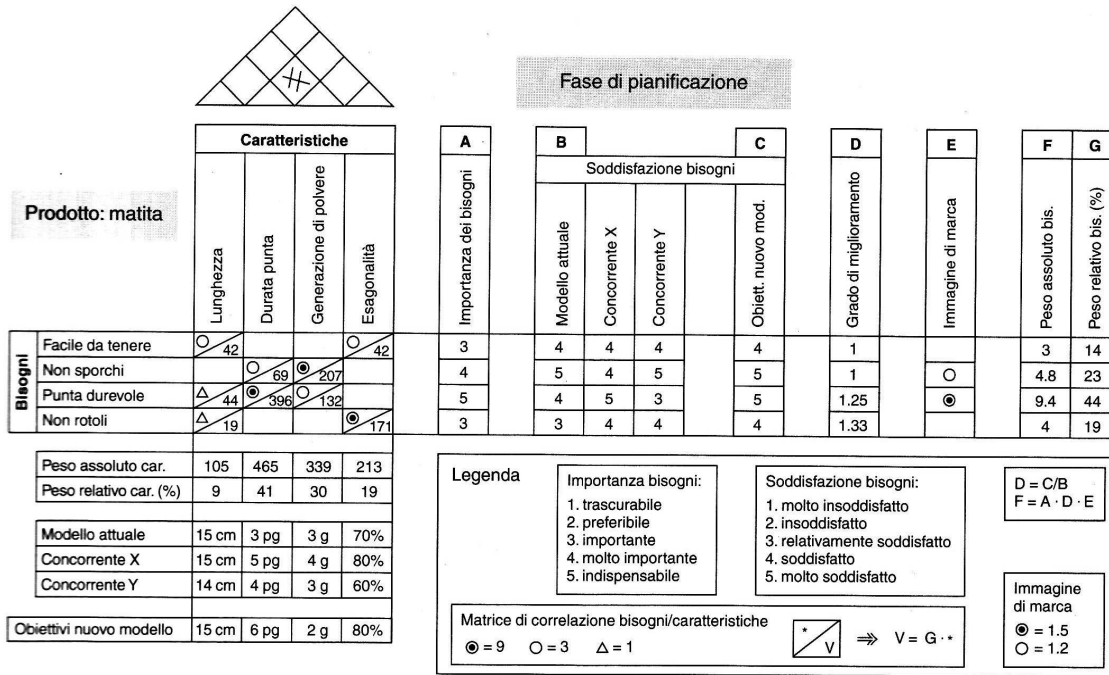 Fase di pianificazione
Prodotto: matita
Caratteristiche
Lunghezza
Durata punta
Generazione di polvere
Esagonalità
A
Importanza dei bisogni
B
C
Soddisfazione bisogni
Modello attuale
Concorrente X
Concorrente Y
Obiett. nuovo mod.
D
Grado di miglioramento
E
Immagine di marca
F
Peso assoluto bis.
G
Peso relativo bis. (%)
Bisogni
Facile da tenere 42 42 3 4 4 4 4 1 3 14
Non sporchi 69 207 4 5 4 5 5 1 4.8 23
Punta durevole 44 396 132 5 4 5 3 5 1.25 9.4 44
Non rotoli 19 171 3 3 4 4 4 1.33 4 19
Peso assoluto car. 105 465 339 213
Peso relativo car. (%) 9 41 30 19
Modello attuale 15 cm 3 pg 3 g 70%
Concorrente X 15 cm 5 pg 4 g 80%
Concorrente Y 14 cm 4 pg 3 g 60%
Obiettivi nuovo modello 15 cm 6 pg 2 g 80%
Legenda
Importanza bisogni:
1. trascurabile
2. preferibile
3. importante
4. molto importante
5. indispensabile
Soddisfazione bisogni:
1. molto insoddisfatto
2. insoddisfatto
3. relativamente soddisfatto
4. soddisfatto
5. molto soddisfatto
D = C/B
F = A · D · E
Matrice di correlazione bisogni/caratteristiche
◉ = 9 ○ = 3 △ = 1
* V ⇒ V = G · *
Immagine
di marca
◉ = 1.5
○ = 1.2